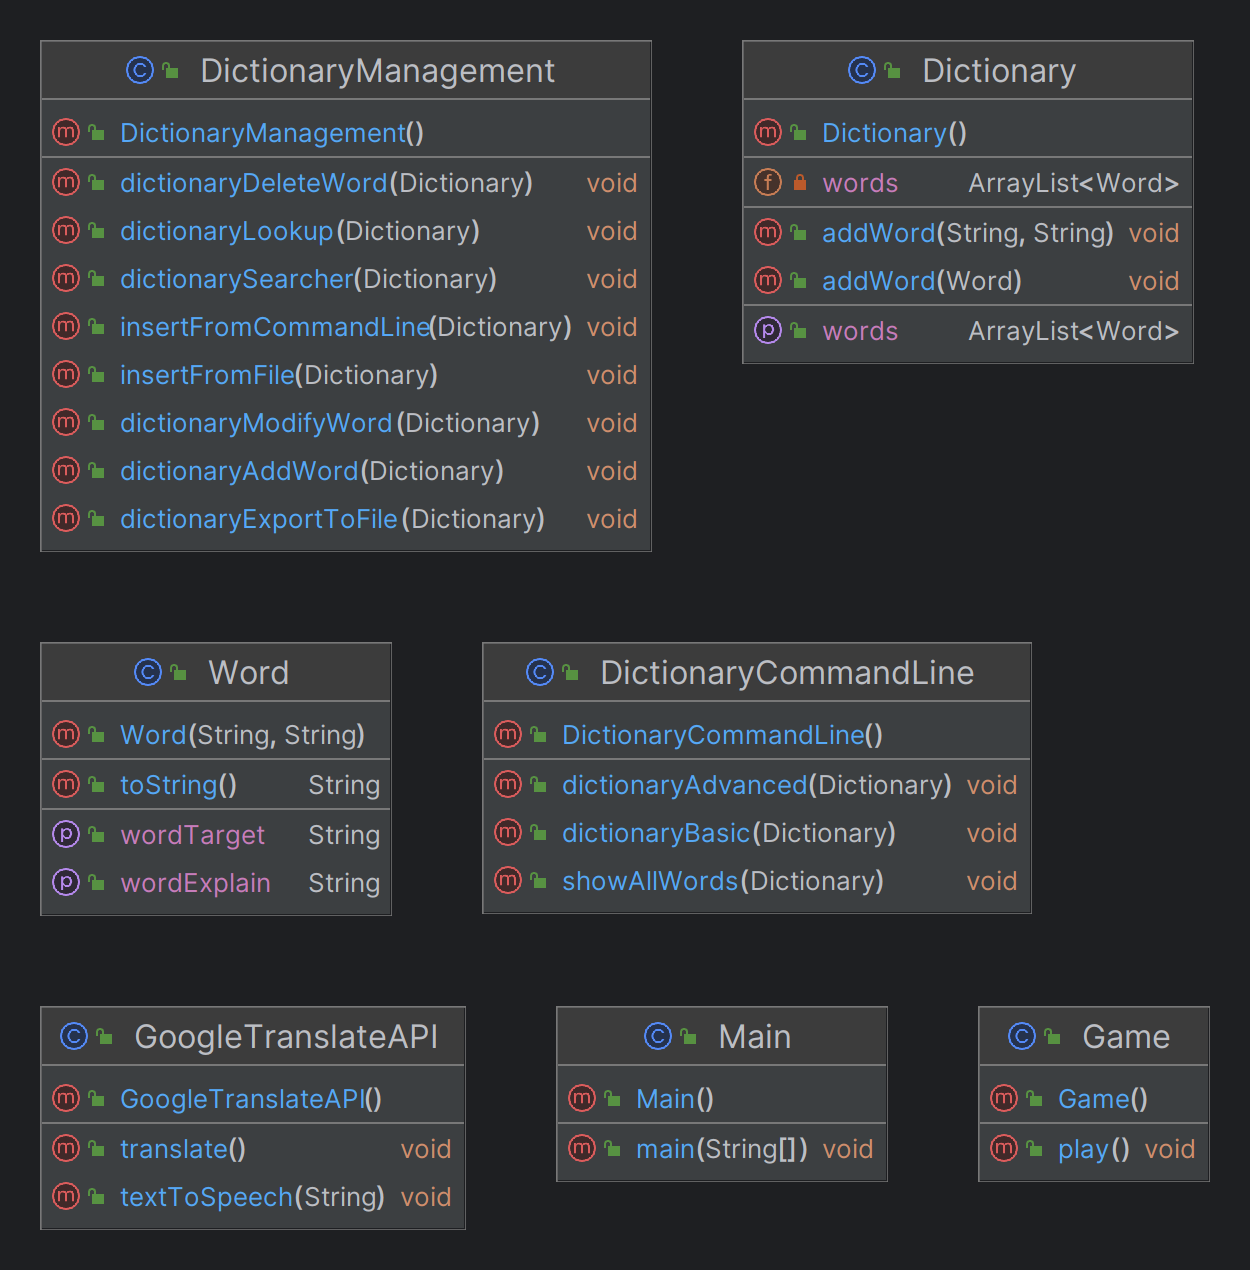 DictionaryManagement
DictionaryManagement()
dictionaryDeleteWord(Dictionary) void
dictionaryLookup(Dictionary) void
dictionarySearcher(Dictionary) void
insertFromCommandLine(Dictionary) void
insertFromFile(Dictionary) void
dictionaryModifyWord(Dictionary) void
dictionaryAddWord(Dictionary) void
dictionaryExportToFile(Dictionary) void
Dictionary
Dictionary()
words ArrayList<Word>
addWord(String, String) void
addWord(Word) void
words ArrayList<Word>
Word
Word(String, String)
toString() String
wordTarget String
wordExplain String
DictionaryCommandLine
DictionaryCommandLine()
dictionaryAdvanced(Dictionary) void
dictionaryBasic(Dictionary) void
showAllWords(Dictionary) void
GoogleTranslateAPI
GoogleTranslateAPI()
translate() void
textToSpeech(String) void
Main
Main()
main(String[]) void
Game
Game()
play() void